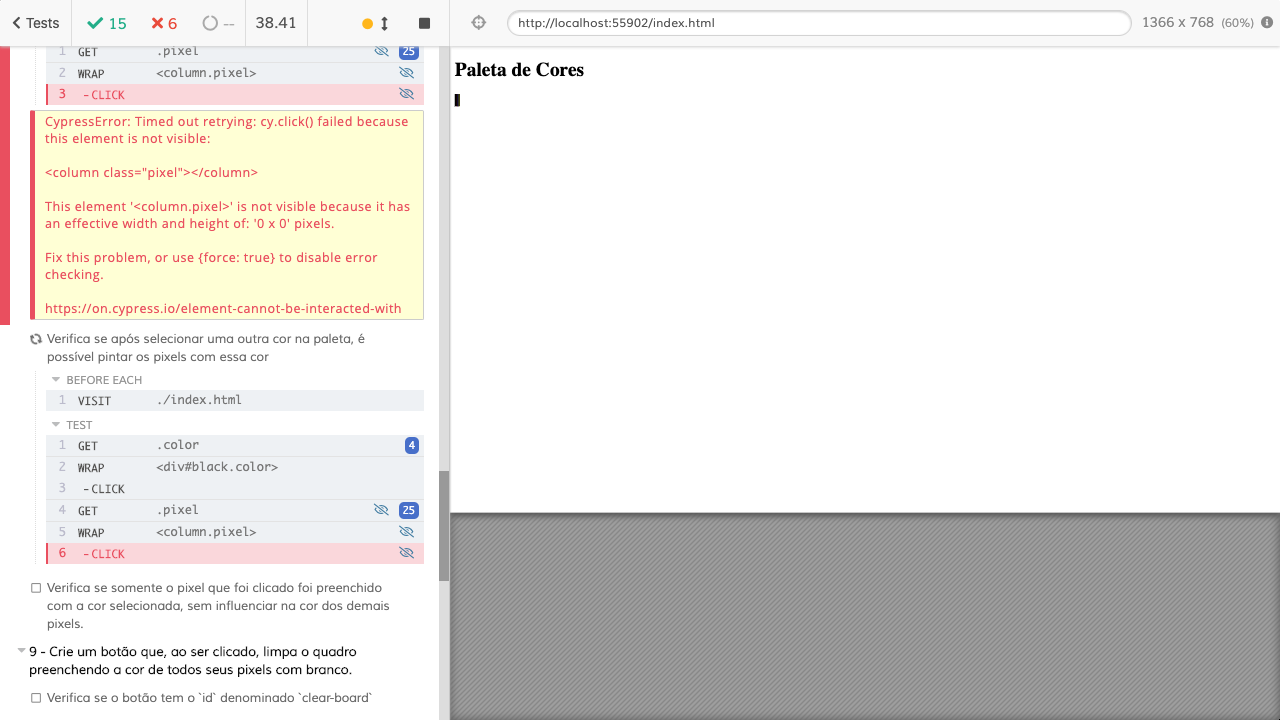 Tests 15 6 -- 38.41 http://localhost:55902/index.html 1366 x 768 (60%)
1 GET .pixel 25
2 WRAP <column.pixel>
3 -CLICK
CypressError: Timed out retrying: cy.click() failed because
this element is not visible:
<column class="pixel"></column>
This element '<column.pixel>' is not visible because it has
an effective width and height of: '0 x 0' pixels.
Fix this problem, or use {force: true} to disable error
checking.
https://on.cypress.io/element-cannot-be-interacted-with
Verifica se após selecionar uma outra cor na paleta, é
possível pintar os pixels com essa cor
BEFORE EACH
1 VISIT ./index.html
TEST
1 GET .color 4
2 WRAP <div#black.color>
3 -CLICK
4 GET .pixel 25
5 WRAP <column.pixel>
6 -CLICK
Verifica se somente o pixel que foi clicado foi preenchido
com a cor selecionada, sem influenciar na cor dos demais
pixels.
9 - Crie um botão que, ao ser clicado, limpa o quadro
preenchendo a cor de todos seus pixels com branco.
Verifica se o botão tem o `id` denominado `clear-board`
Paleta de Cores